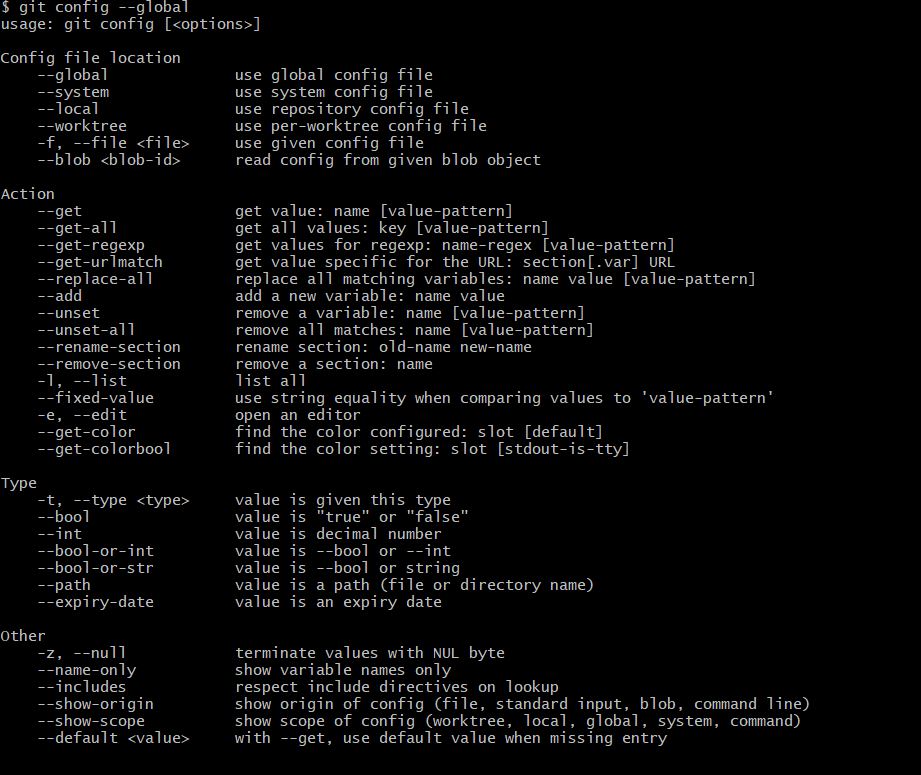 $ git config --global
usage: git config [<options>]

Config file location
    --global              use global config file
    --system              use system config file
    --local               use repository config file
    --worktree            use per-worktree config file
    -f, --file <file>     use given config file
    --blob <blob-id>      read config from given blob object

Action
    --get                 get value: name [value-pattern]
    --get-all             get all values: key [value-pattern]
    --get-regexp          get values for regexp: name-regex [value-pattern]
    --get-urlmatch        get value specific for the URL: section[.var] URL
    --replace-all         replace all matching variables: name value [value-pattern]
    --add                 add a new variable: name value
    --unset               remove a variable: name [value-pattern]
    --unset-all           remove all matches: name [value-pattern]
    --rename-section      rename section: old-name new-name
    --remove-section      remove a section: name
    -l, --list            list all
    --fixed-value         use string equality when comparing values to 'value-pattern'
    -e, --edit            open an editor
    --get-color           find the color configured: slot [default]
    --get-colorbool       find the color setting: slot [stdout-is-tty]

Type
    -t, --type <type>     value is given this type
    --bool                value is "true" or "false"
    --int                 value is decimal number
    --bool-or-int         value is --bool or --int
    --bool-or-str         value is --bool or string
    --path                value is a path (file or directory name)
    --expiry-date         value is an expiry date

Other
    -z, --null            terminate values with NUL byte
    --name-only           show variable names only
    --includes            respect include directives on lookup
    --show-origin         show origin of config (file, standard input, blob, command line)
    --show-scope          show scope of config (worktree, local, global, system, command)
    --default <value>     with --get, use default value when missing entry